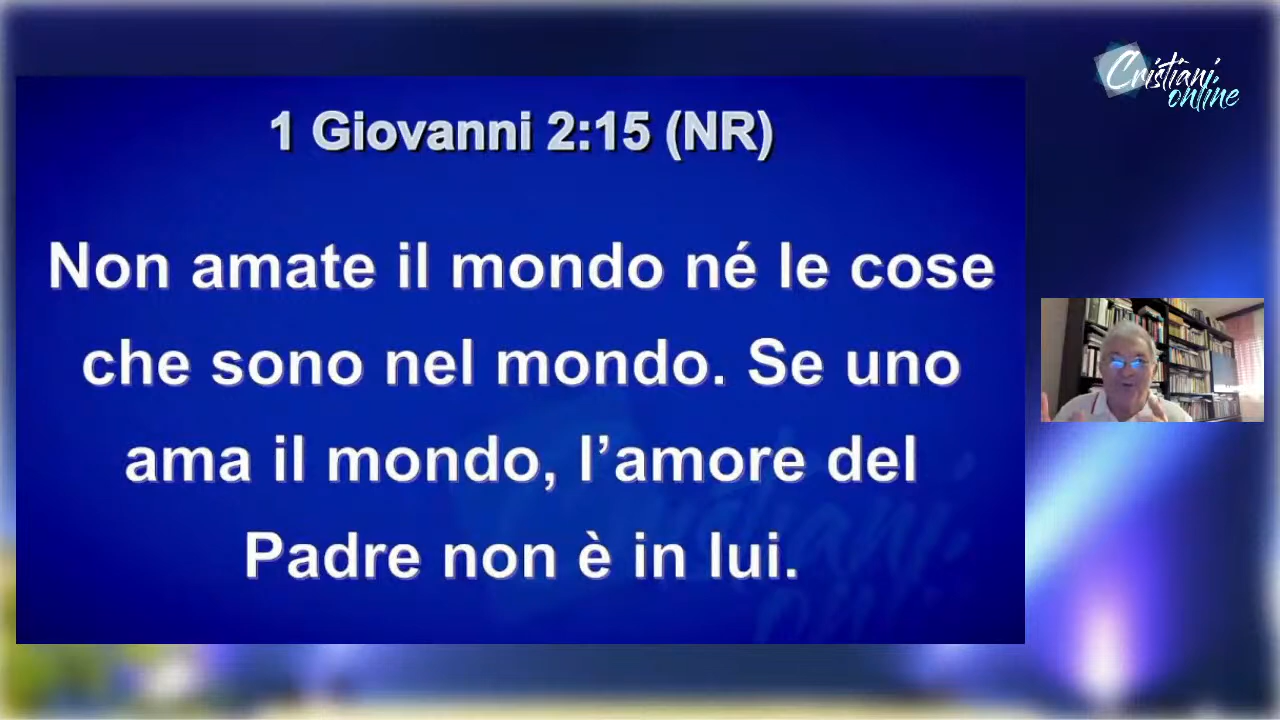 Cristiani
online
1 Giovanni 2:15 (NR)
Non amate il mondo né le cose
che sono nel mondo. Se uno
ama il mondo, l’amore del
Padre non è in lui.